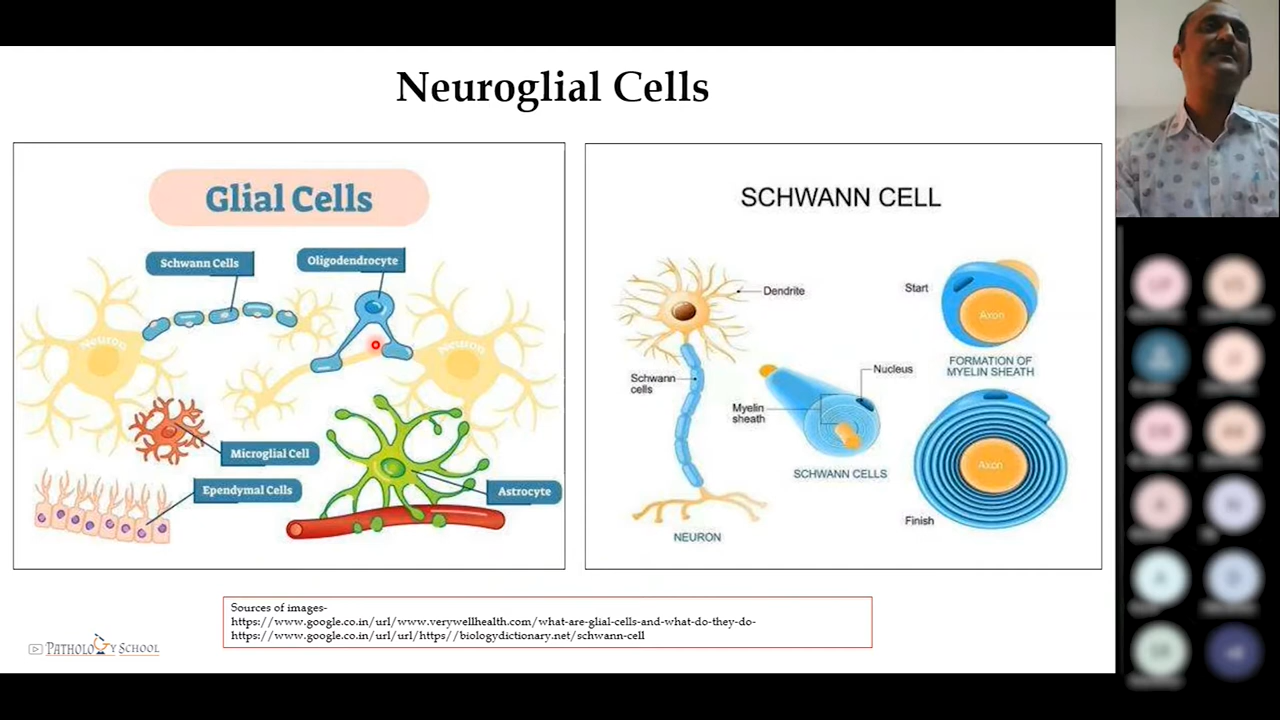 Neuroglial Cells
Glial Cells
Schwann Cells
Oligodendrocyte
Neuron
Neuron
Microglial Cell
Ependymal Cells
Astrocyte
SCHWANN CELL
Dendrite
Schwann
cells
Myelin
sheath
Nucleus
SCHWANN CELLS
NEURON
Start
Axon
FORMATION OF
MYELIN SHEATH
Axon
Finish
Sources of images-
https://www.google.co.in/url/www.verywellhealth.com/what-are-glial-cells-and-what-do-they-do-
https://www.google.co.in/url/url/https//biologydictionary.net/schwann-cell
PATHOLOGY SCHOOL